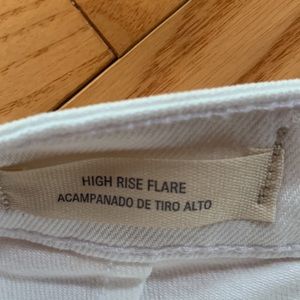 HIGH RISE FLARE
ACAMPANADO DE TIRO ALTO